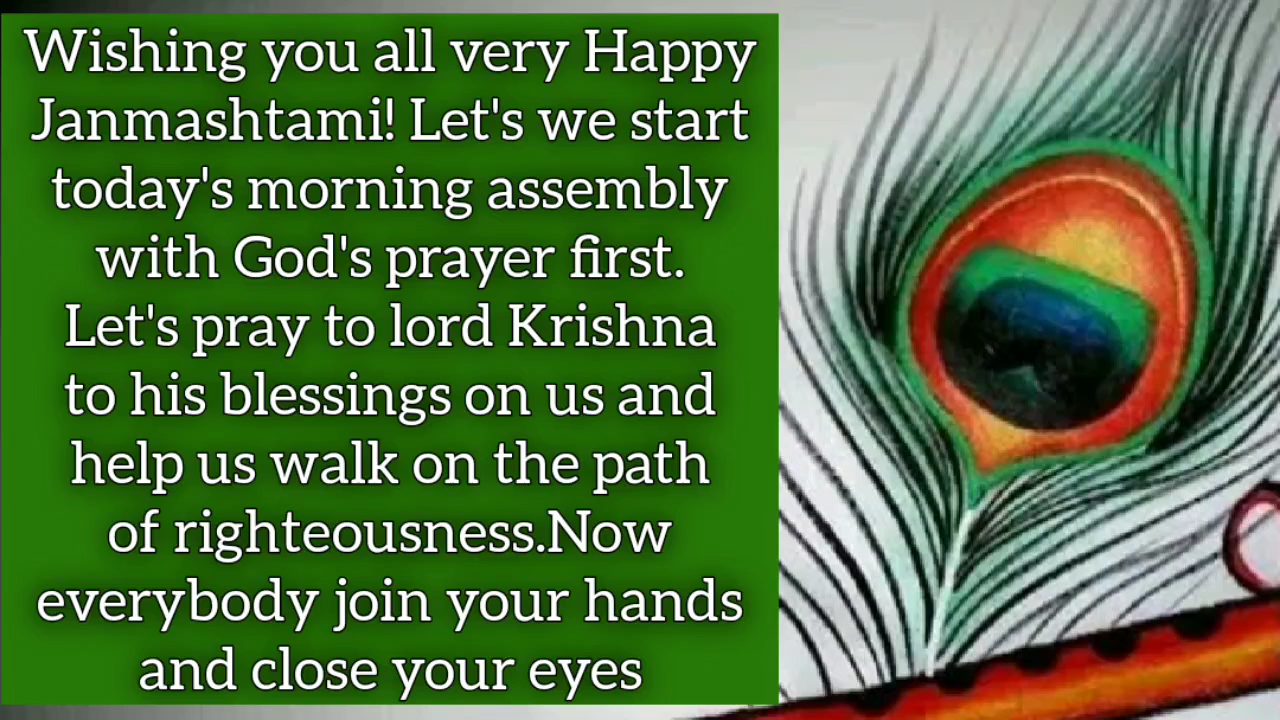 Wishing you all very Happy
Janmashtami! Let's we start
today's morning assembly
with God's prayer first.
Let's pray to lord Krishna
to his blessings on us and
help us walk on the path
of righteousness.Now
everybody join your hands
and close your eyes